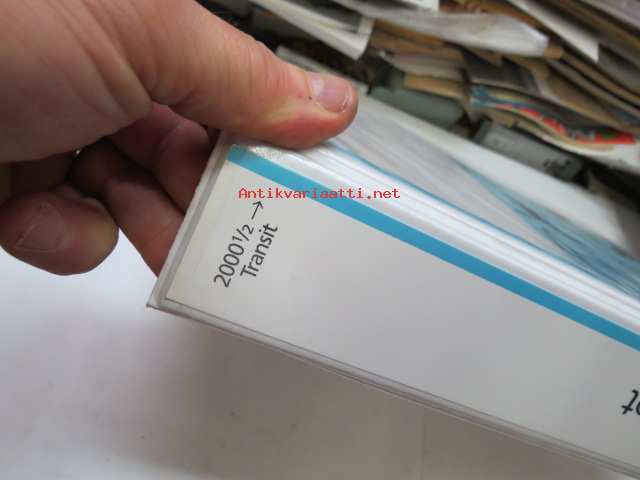 Antikvariaatti.net
2000½ →
Transit